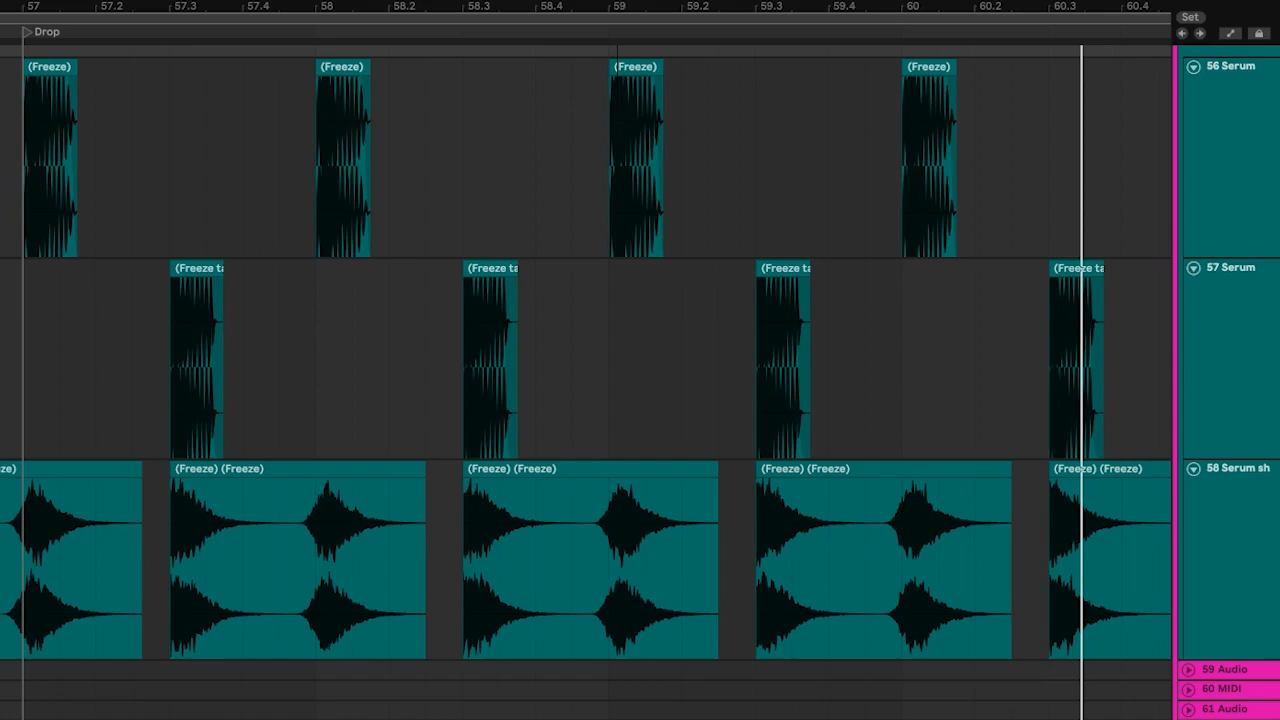 57 57.2 57.3 57.4 58 58.2 58.3 58.4 59 59.2 59.3 59.4 60 60.2 60.3 60.4
Set
Drop
(Freeze) (Freeze) (Freeze) (Freeze)
56 Serum
(Freeze ta (Freeze ta (Freeze ta (Freeze ta
57 Serum
ze) (Freeze) (Freeze) (Freeze) (Freeze) (Freeze) (Freeze) (Freeze) (Freeze)
58 Serum sh
59 Audio
60 MIDI
61 Audio